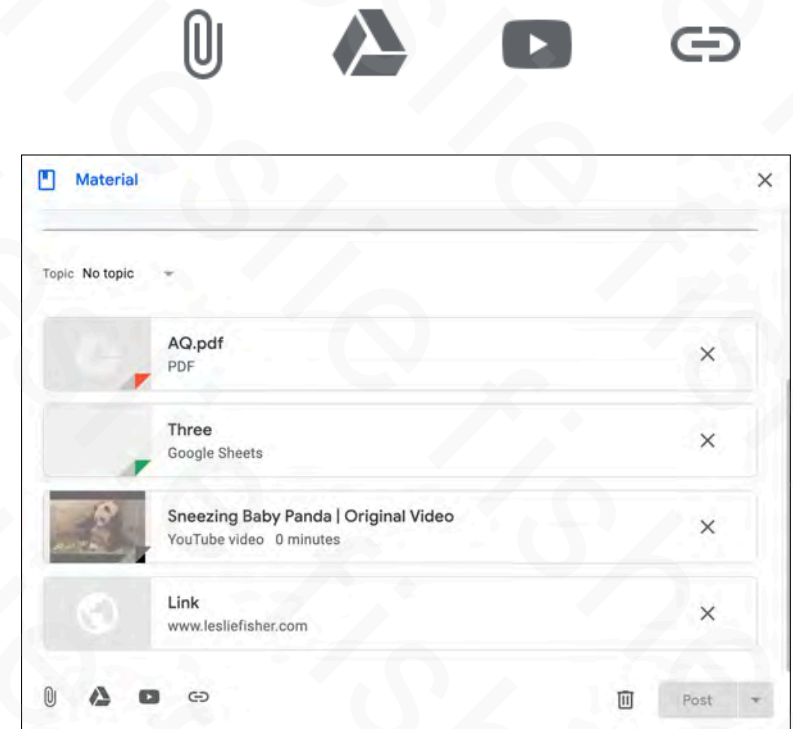 Material
Topic No topic
AQ.pdf
PDF
Three
Google Sheets
Sneezing Baby Panda | Original Video
YouTube video 0 minutes
Link
www.lesliefisher.com
Post